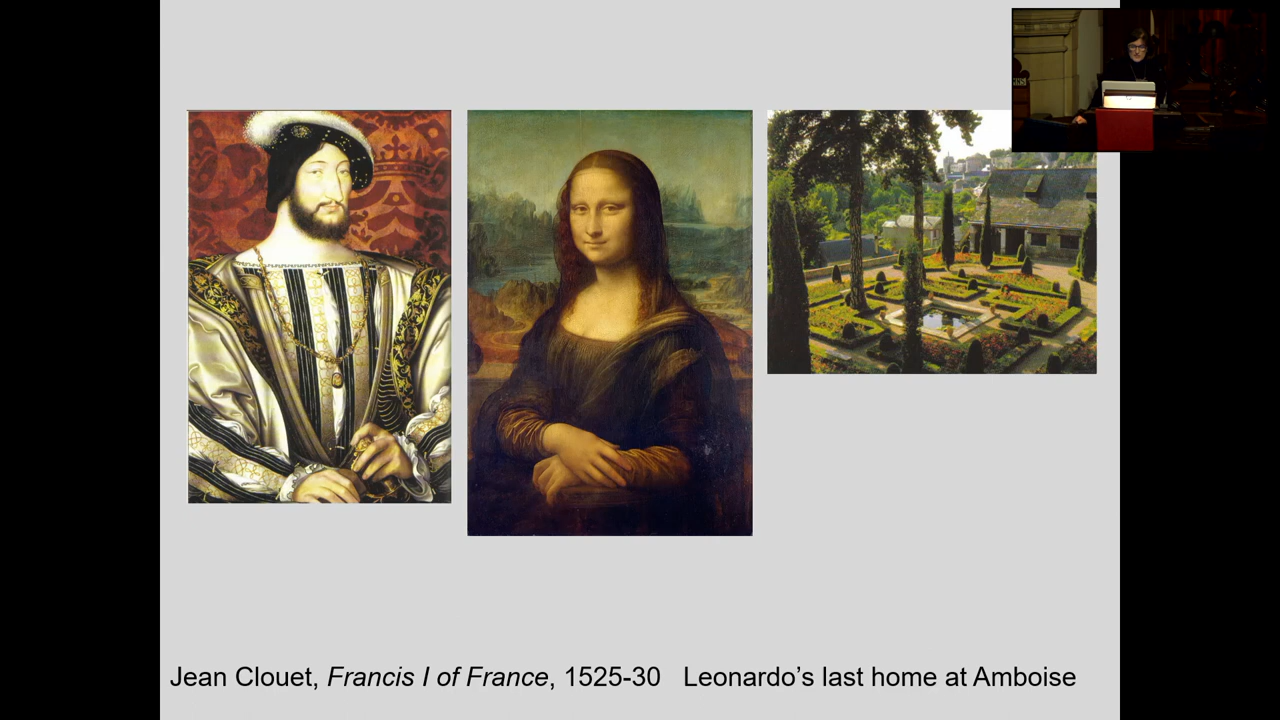 Jean Clouet, Francis I of France, 1525-30 Leonardo’s last home at Amboise